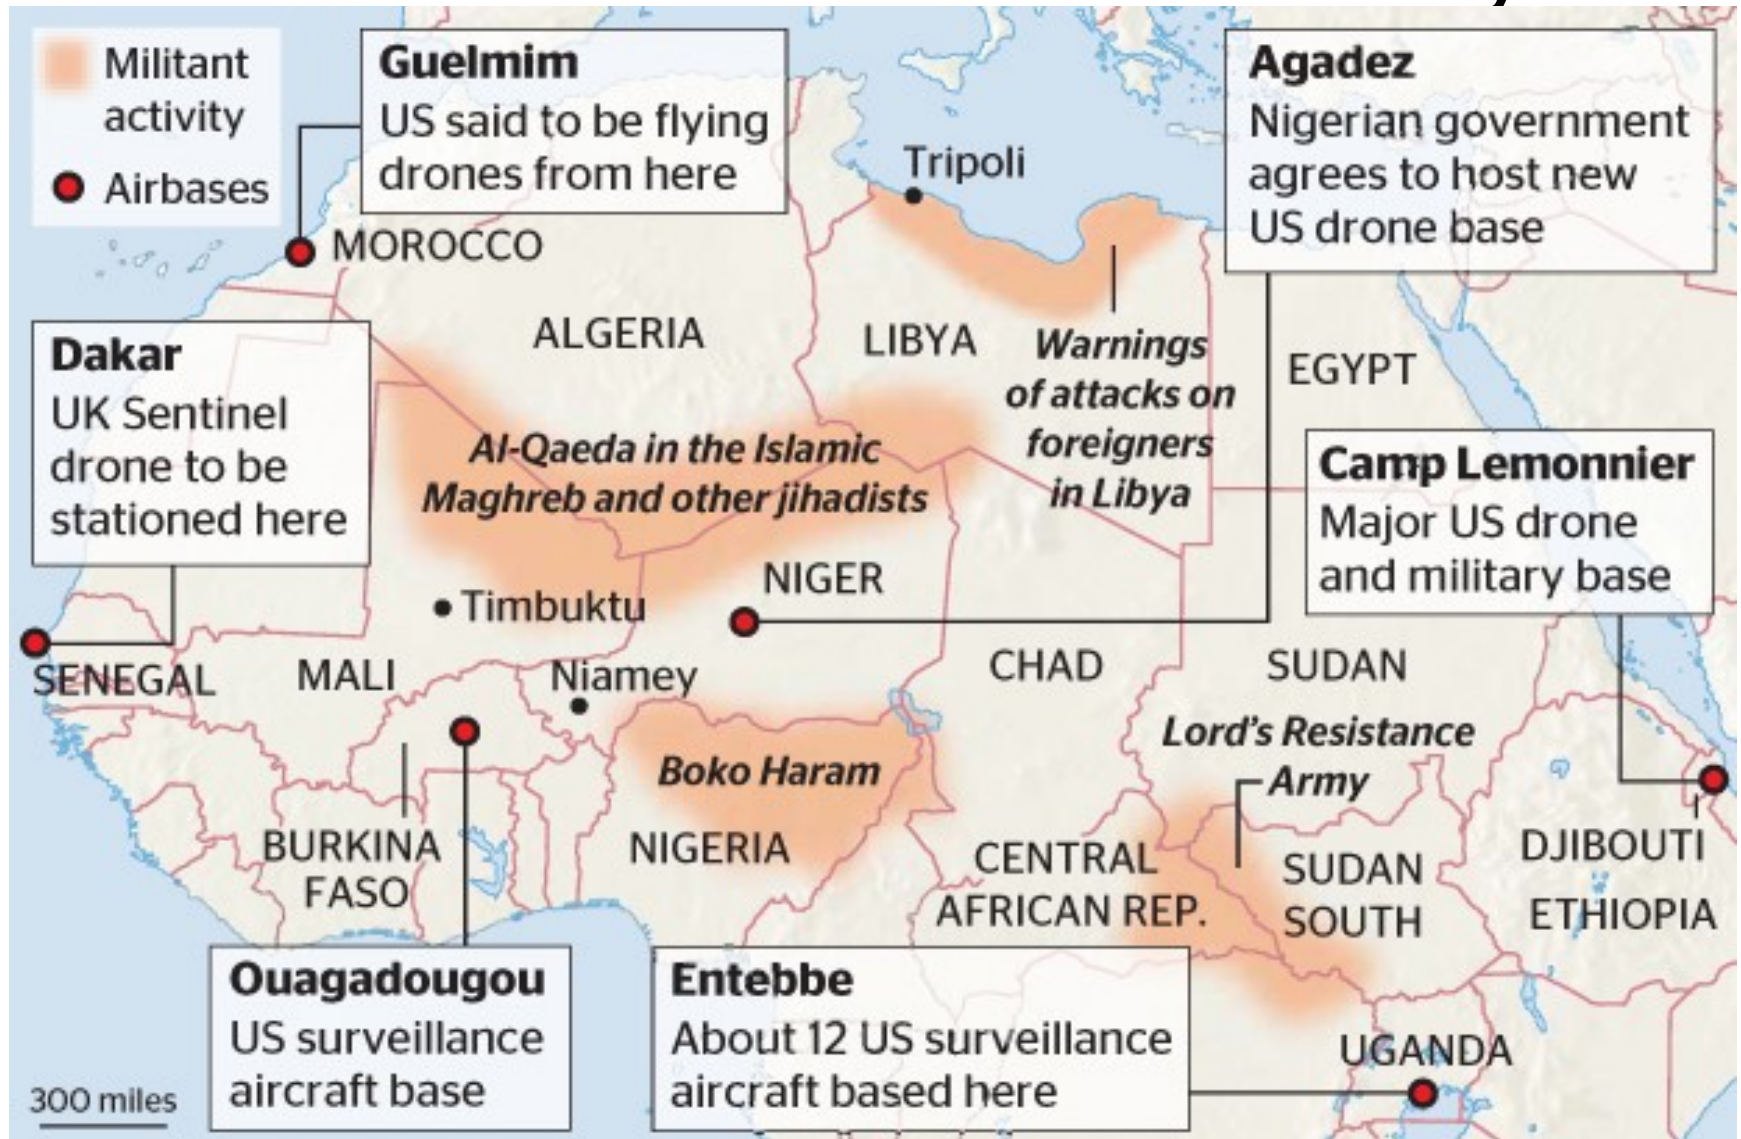 Militant
activity
Airbases
Guelmim
US said to be flying
drones from here
Agadez
Nigerian government
agrees to host new
US drone base
Tripoli
MOROCCO
ALGERIA
LIBYA
Warnings
of attacks on
foreigners
in Libya
EGYPT
Dakar
UK Sentinel
drone to be
stationed here
Al-Qaeda in the Islamic
Maghreb and other jihadists
Camp Lemonnier
Major US drone
and military base
NIGER
Timbuktu
SENEGAL
MALI
Niamey
CHAD
SUDAN
Lord's Resistance
Army
Boko Haram
BURKINA
FASO
NIGERIA
CENTRAL
AFRICAN REP.
SUDAN
SOUTH
DJIBOUTI
ETHIOPIA
Ouagadougou
US surveillance
aircraft base
Entebbe
About 12 US surveillance
aircraft based here
UGANDA
300 miles